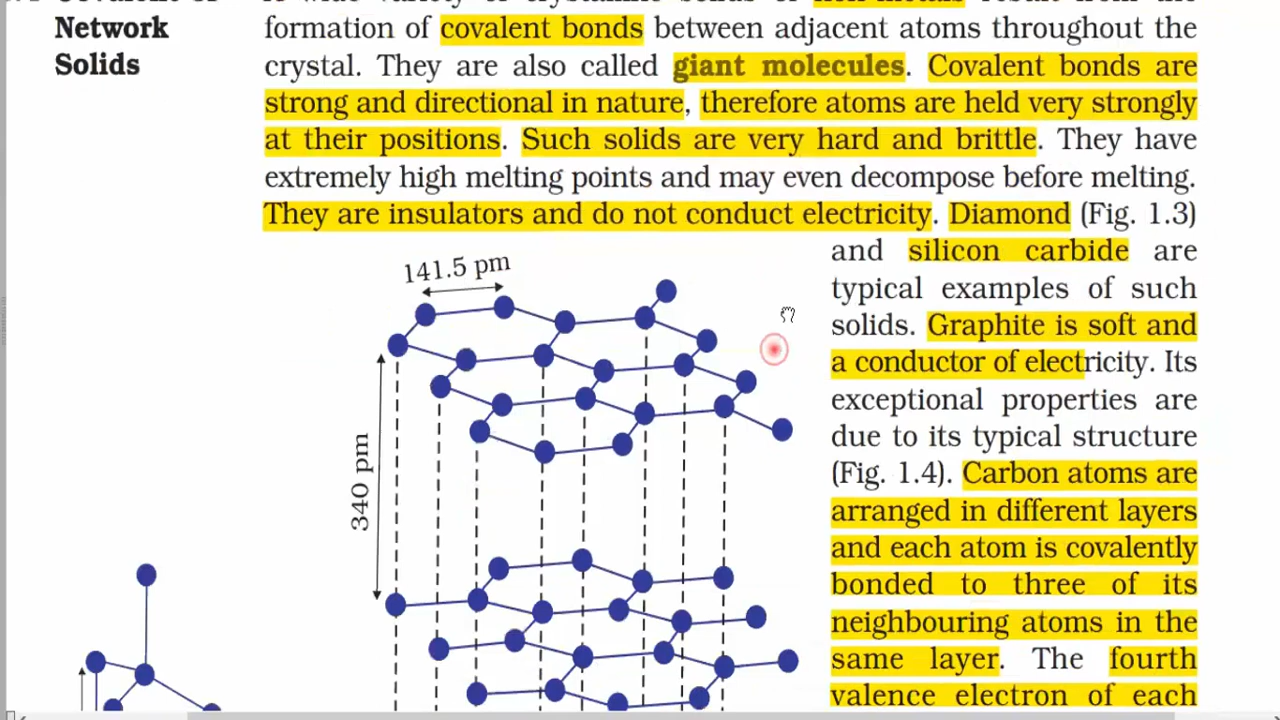 Network
Solids
formation of covalent bonds between adjacent atoms throughout the
crystal. They are also called giant molecules. Covalent bonds are
strong and directional in nature, therefore atoms are held very strongly
at their positions. Such solids are very hard and brittle. They have
extremely high melting points and may even decompose before melting.
They are insulators and do not conduct electricity. Diamond (Fig. 1.3)
and silicon carbide are
typical examples of such
solids. Graphite is soft and
a conductor of electricity. Its
exceptional properties are
due to its typical structure
(Fig. 1.4). Carbon atoms are
arranged in different layers
and each atom is covalently
bonded to three of its
neighbouring atoms in the
same layer. The fourth
valence electron of each
141.5 pm
340 pm